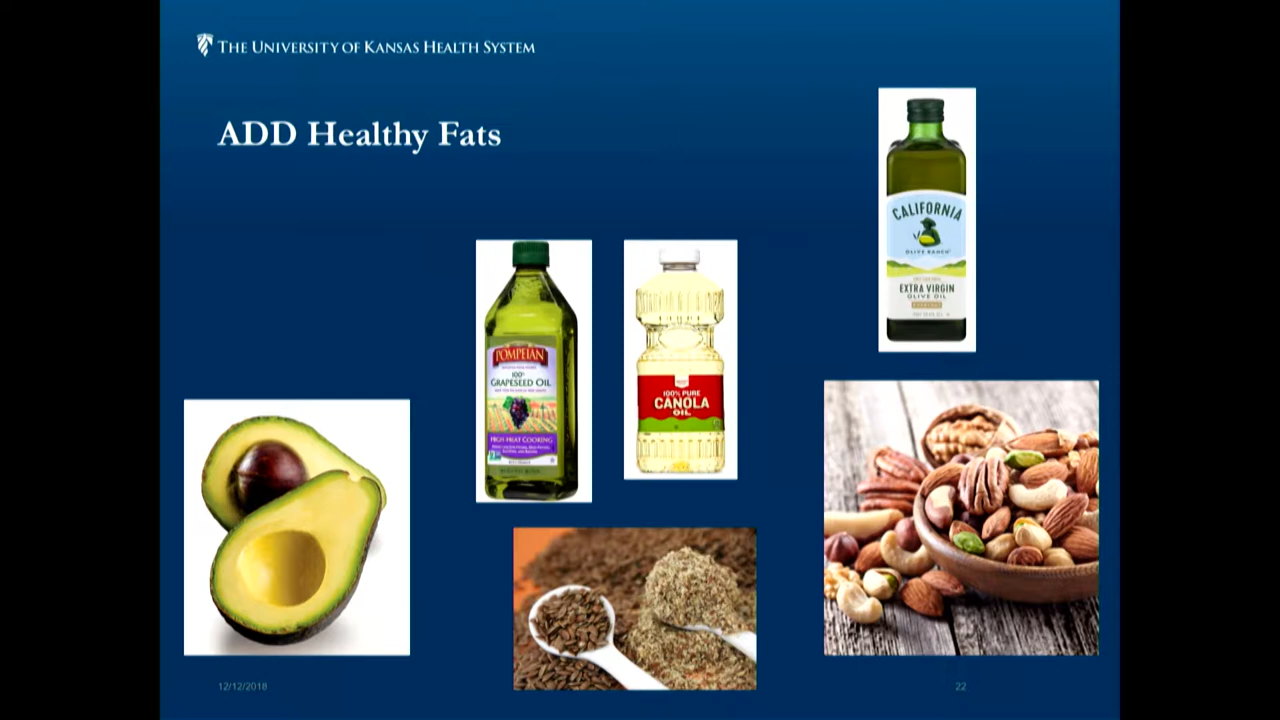 THE UNIVERSITY OF KANSAS HEALTH SYSTEM
ADD Healthy Fats
CALIFORNIA
OLIVE RANCH
EXTRA VIRGIN
OLIVE OIL
EVERYDAY
POMPEIAN
100%
GRAPESEED OIL
HIGH HEAT COOKING
100% PURE
CANOLA
OIL
12/12/2018
22